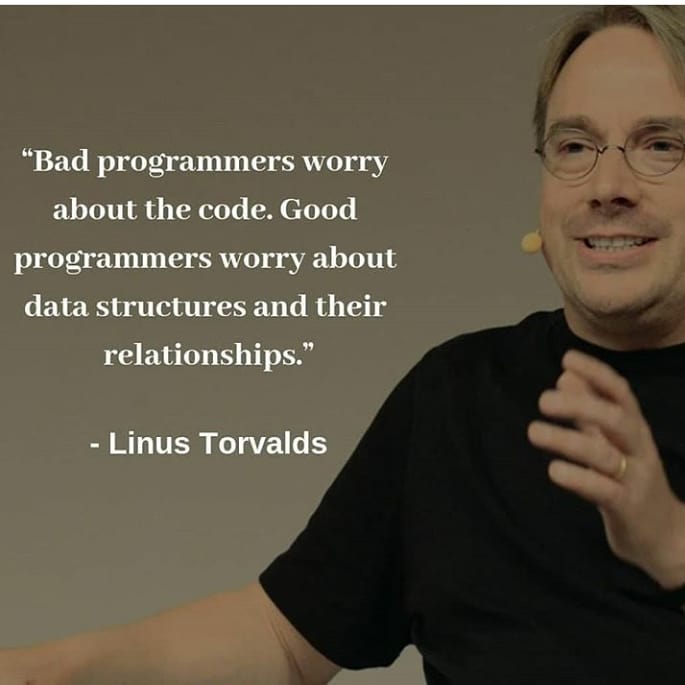 “Bad programmers worry
about the code. Good
programmers worry about
data structures and their
relationships.”
- Linus Torvalds